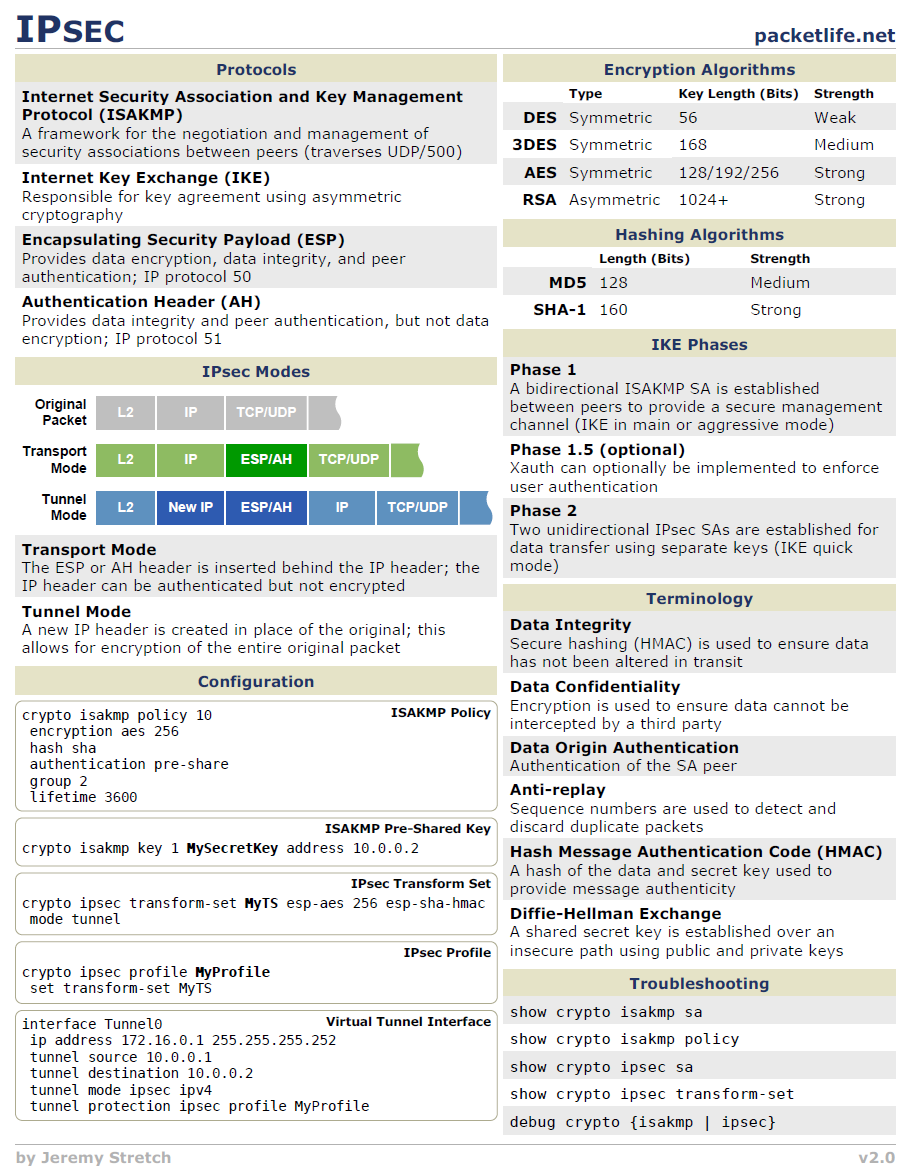 IPSEC
packetlife.net
Protocols
Internet Security Association and Key Management
Protocol (ISAKMP)
A framework for the negotiation and management of
security associations between peers (traverses UDP/500)
Internet Key Exchange (IKE)
Responsible for key agreement using asymmetric
cryptography
Encapsulating Security Payload (ESP)
Provides data encryption, data integrity, and peer
authentication; IP protocol 50
Authentication Header (AH)
Provides data integrity and peer authentication, but not data
encryption; IP protocol 51
IPsec Modes
Original
Packet
L2 IP TCP/UDP
Transport
Mode
L2 IP ESP/AH TCP/UDP
Tunnel
Mode
L2 New IP ESP/AH IP TCP/UDP
Transport Mode
The ESP or AH header is inserted behind the IP header; the
IP header can be authenticated but not encrypted
Tunnel Mode
A new IP header is created in place of the original; this
allows for encryption of the entire original packet
Configuration
ISAKMP Policy
crypto isakmp policy 10
encryption aes 256
hash sha
authentication pre-share
group 2
lifetime 3600
ISAKMP Pre-Shared Key
crypto isakmp key 1 MySecretKey address 10.0.0.2
IPsec Transform Set
crypto ipsec transform-set MyTS esp-aes 256 esp-sha-hmac
mode tunnel
IPsec Profile
crypto ipsec profile MyProfile
set transform-set MyTS
Virtual Tunnel Interface
interface Tunnel0
ip address 172.16.0.1 255.255.255.252
tunnel source 10.0.0.1
tunnel destination 10.0.0.2
tunnel mode ipsec ipv4
tunnel protection ipsec profile MyProfile
Encryption Algorithms
Type Key Length (Bits) Strength
DES Symmetric 56 Weak
3DES Symmetric 168 Medium
AES Symmetric 128/192/256 Strong
RSA Asymmetric 1024+ Strong
Hashing Algorithms
Length (Bits) Strength
MD5 128 Medium
SHA-1 160 Strong
IKE Phases
Phase 1
A bidirectional ISAKMP SA is established
between peers to provide a secure management
channel (IKE in main or aggressive mode)
Phase 1.5 (optional)
Xauth can optionally be implemented to enforce
user authentication
Phase 2
Two unidirectional IPsec SAs are established for
data transfer using separate keys (IKE quick
mode)
Terminology
Data Integrity
Secure hashing (HMAC) is used to ensure data
has not been altered in transit
Data Confidentiality
Encryption is used to ensure data cannot be
intercepted by a third party
Data Origin Authentication
Authentication of the SA peer
Anti-replay
Sequence numbers are used to detect and
discard duplicate packets
Hash Message Authentication Code (HMAC)
A hash of the data and secret key used to
provide message authenticity
Diffie-Hellman Exchange
A shared secret key is established over an
insecure path using public and private keys
Troubleshooting
show crypto isakmp sa
show crypto isakmp policy
show crypto ipsec sa
show crypto ipsec transform-set
debug crypto {isakmp | ipsec}
by Jeremy Stretch
v2.0